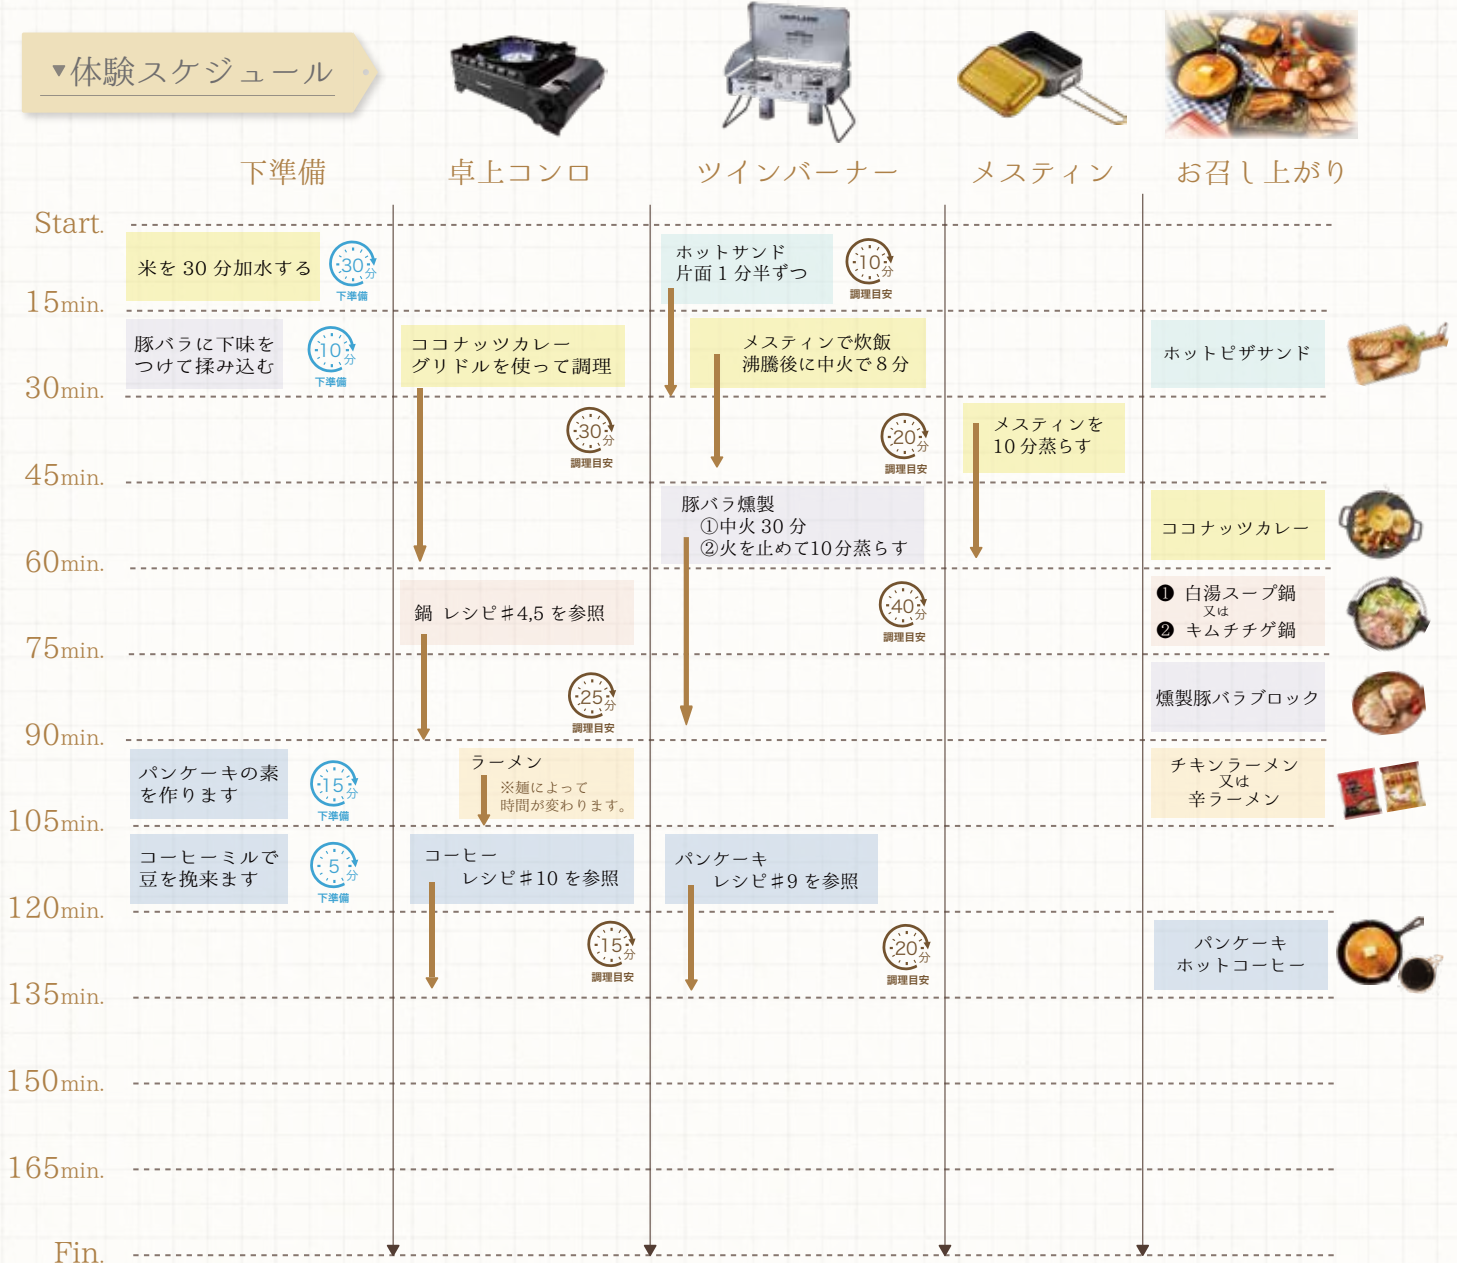 ▼体験スケジュール
下準備
卓上コンロ
ツインバーナー
メスティン
お召し上がり
Start.
米を 30 分加水する
30分
下準備
ホットサンド
片面 1 分半ずつ
10分
調理目安
15min.
豚バラに下味を
つけて揉み込む
10分
下準備
ココナッツカレー
グリドルを使って調理
メスティンで炊飯
沸騰後に中火で８分
ホットピザサンド
30min.
30分
調理目安
20分
調理目安
メスティンを
10 分蒸らす
45min.
豚バラ燻製
①中火 30 分
②火を止めて10分蒸らす
ココナッツカレー
60min.
鍋 レシピ♯4,5 を参照
40分
調理目安
❶ 白湯スープ鍋
又は
❷ キムチチゲ鍋
75min.
25分
調理目安
燻製豚バラブロック
90min.
パンケーキの素
を作ります
15分
下準備
ラーメン
※麺によって
時間が変わります。
チキンラーメン
又は
辛ラーメン
105min.
コーヒーミルで
豆を挽来ます
5分
下準備
コーヒー
レシピ♯10 を参照
パンケーキ
レシピ♯9 を参照
120min.
15分
調理目安
20分
調理目安
パンケーキ
ホットコーヒー
135min.
150min.
165min.
Fin.